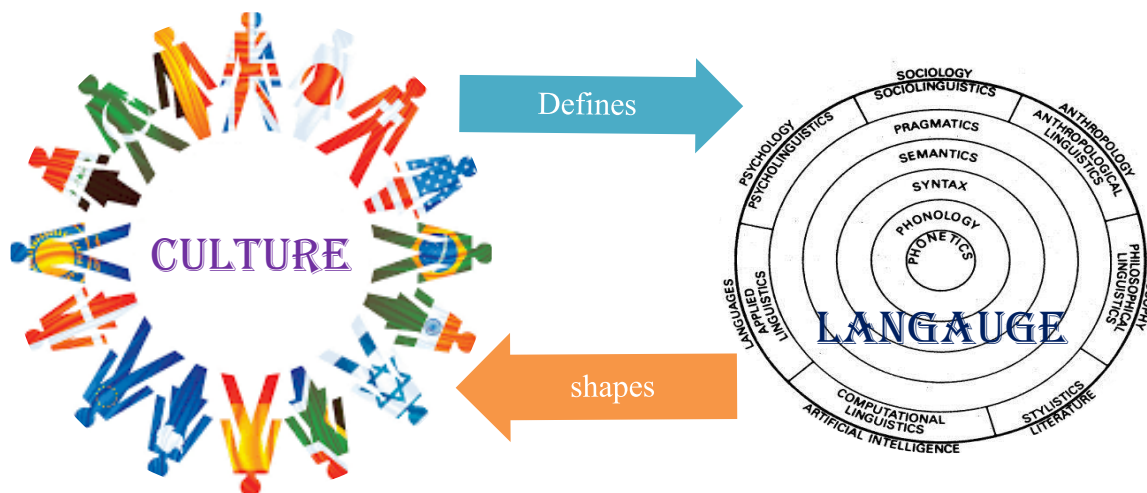 CULTURE
Defines
shapes
SOCIOLOGY
SOCIOLINGUISTICS
ANTHROPOLOGY
ANTHROPOLOGICAL
LINGUISTICS
PSYCHOLOGY
PSYCHOLINGUISTICS
PRAGMATICS
SEMANTICS
SYNTAX
PHONOLOGY
PHONETICS
LANGUAGES
APPLIED
LINGUISTICS
PHILOSOPHICAL
LINGUISTICS
LANGAUGE
COMPUTATIONAL
LINGUISTICS
ARTIFICIAL INTELLIGENCE
STYLISTICS
LITERATURE